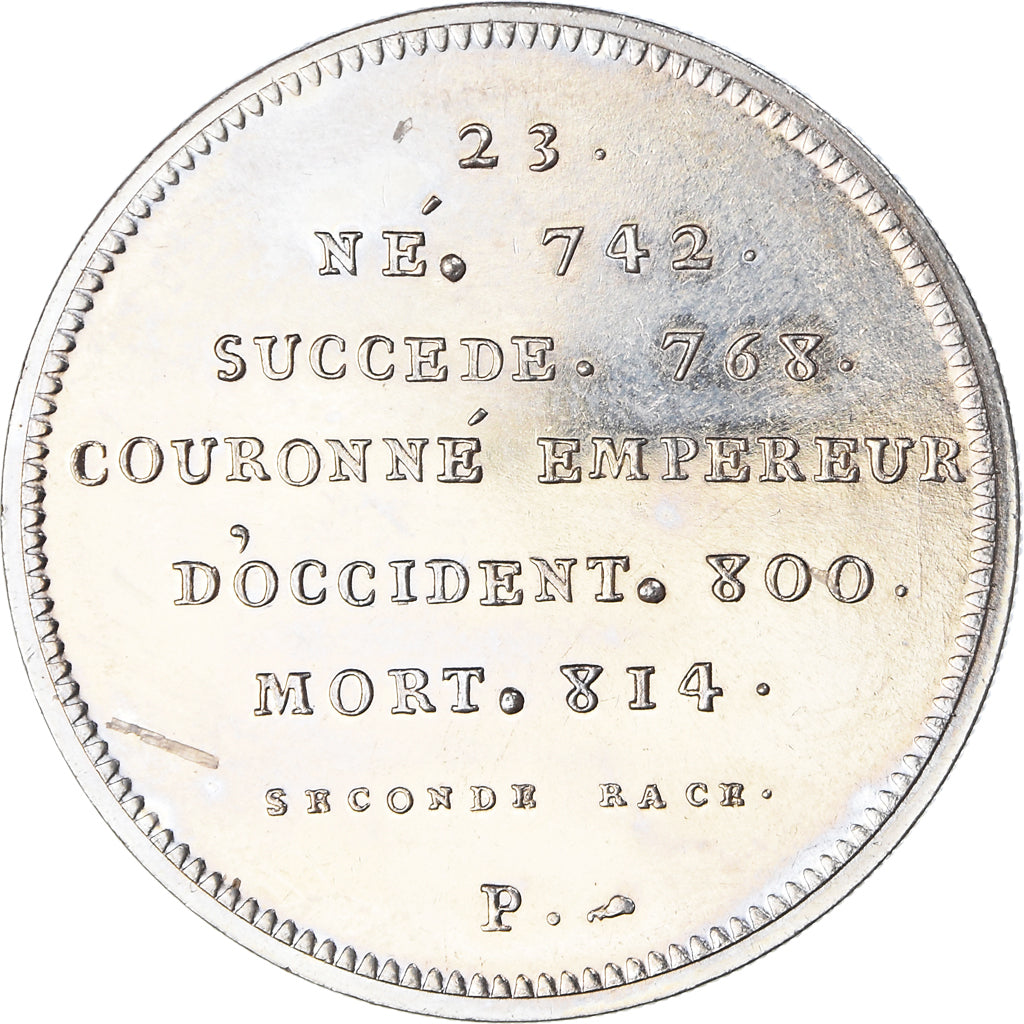 23.
NÉ. 742.
SUCCEDE. 768.
COURONNÉ EMPEREUR
D'OCCIDENT. 800.
MORT. 814.
SECONDE RACE.
P.